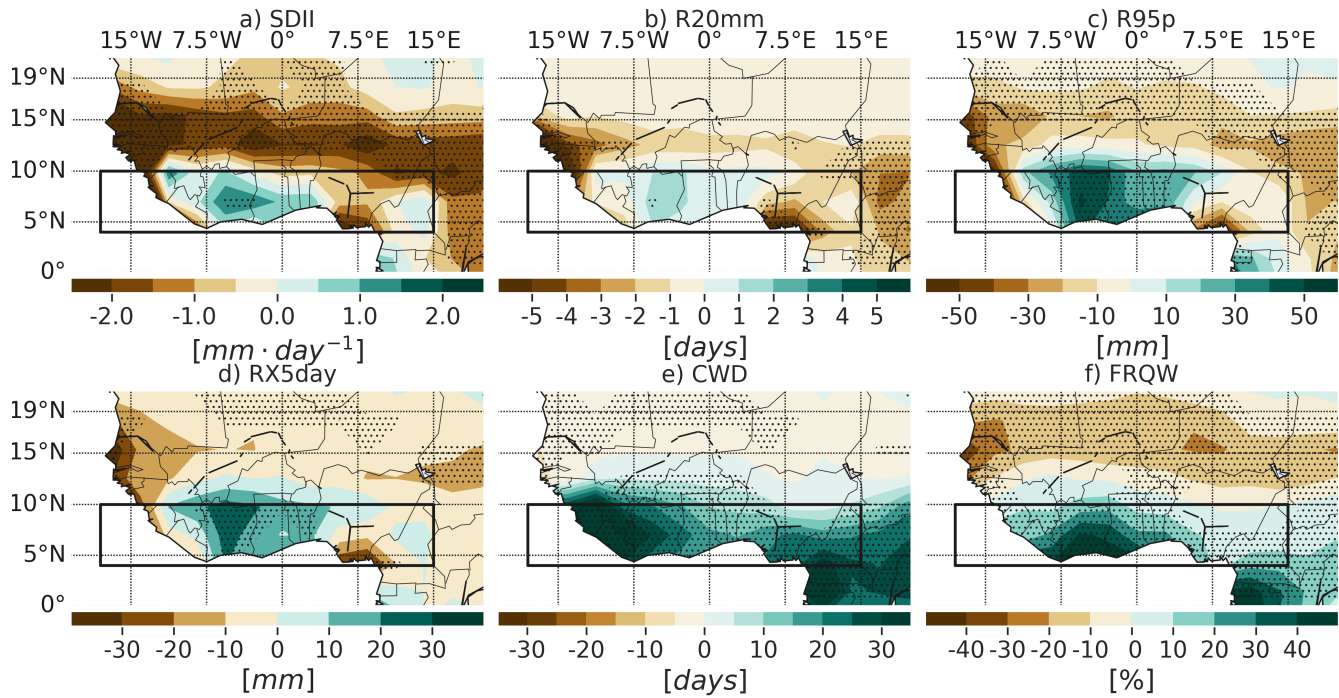 a) SDII
b) R20mm
c) R95p
15°W 7.5°W 0° 7.5°E 15°E
15°W 7.5°W 0° 7.5°E 15°E
15°W 7.5°W 0° 7.5°E 15°E
19°N
15°N
10°N
5°N
0°
-2.0 -1.0 0.0 1.0 2.0
-5 -4 -3 -2 -1 0 1 2 3 4 5
-50 -30 -10 10 30 50
[mm · day⁻¹]
[days]
[mm]
d) RX5day
e) CWD
f) FRQW
19°N
15°N
10°N
5°N
0°
-30 -20 -10 0 10 20 30
-30 -20 -10 0 10 20 30
-40 -30 -20 -10 0 10 20 30 40
[mm]
[days]
[%]